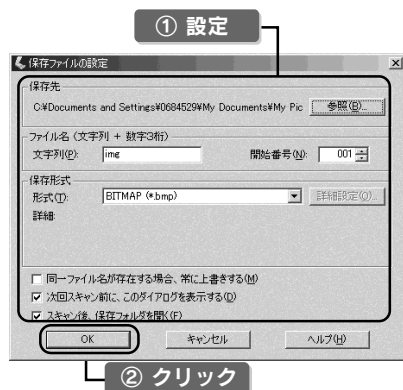 ① 設定
保存ファイルの設定
保存先
C:¥Documents and Settings¥0684529¥My Documents¥My Pic
参照(B)...
ファイル名 (文字列 + 数字3桁)
文字列(P): img 開始番号(N): 001
保存形式
形式(T): BITMAP (*.bmp) 詳細設定(O)...
詳細:
同一ファイル名が存在する場合、常に上書きする(M)
次回スキャン前に、このダイアログを表示する(D)
スキャン後、保存フォルダを開く(F)
OK キャンセル ヘルプ(H)
② クリック